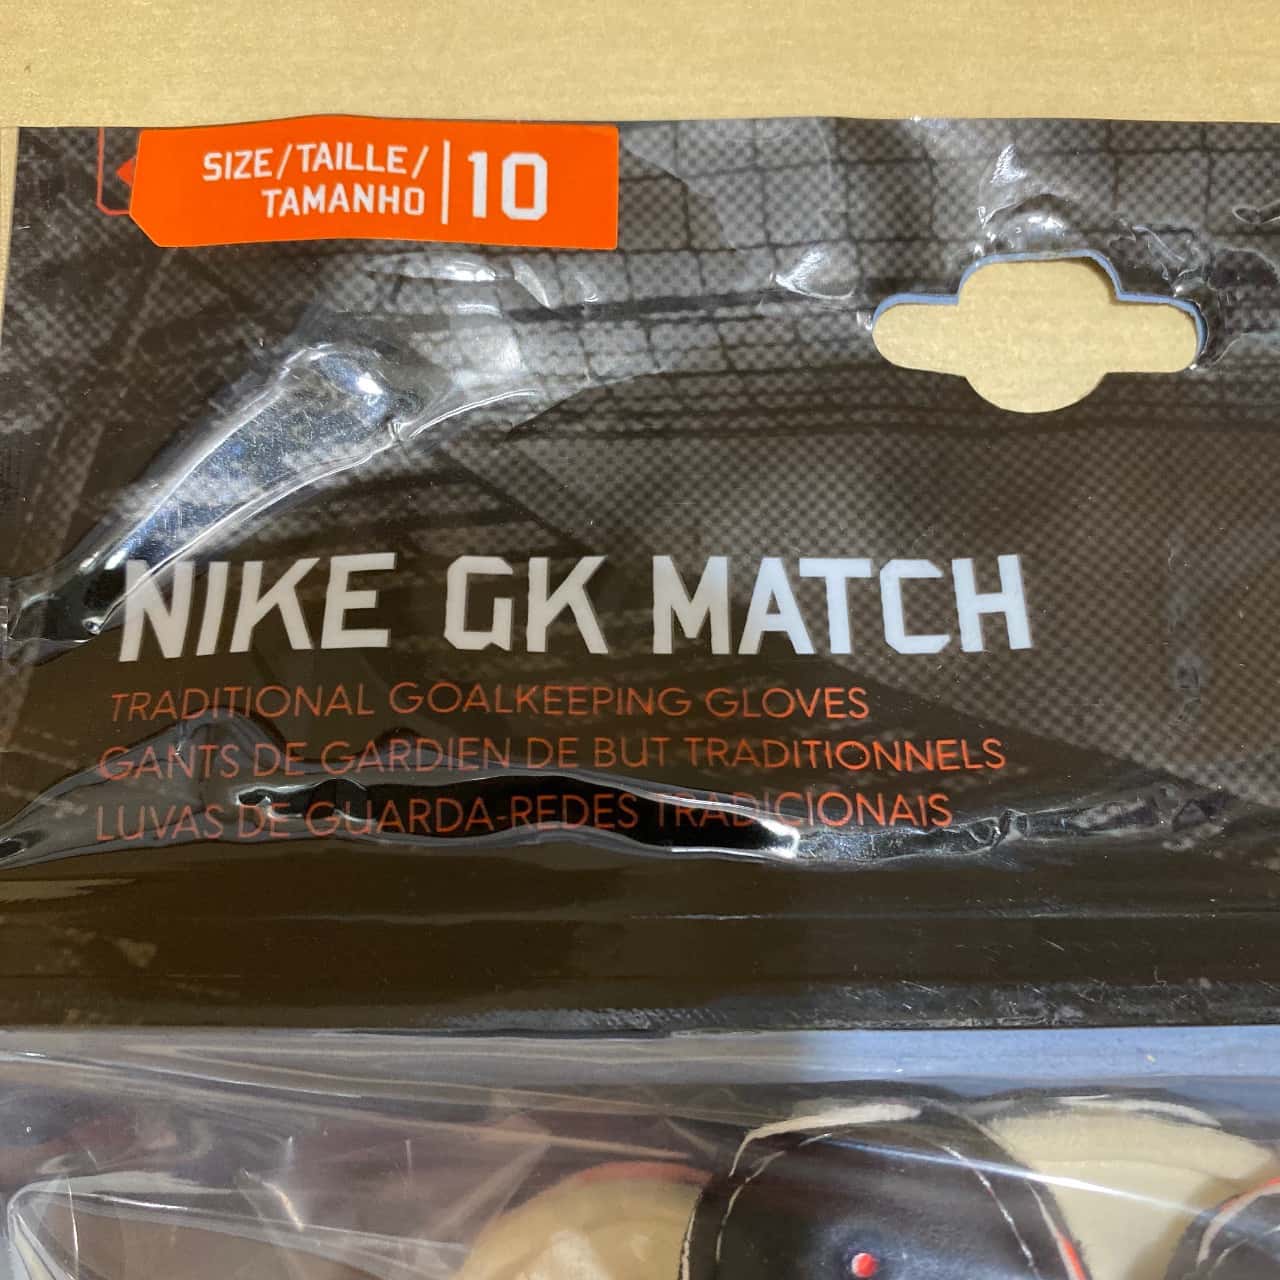 SIZE/TAILLE/
TAMANHO
10
NIKE GK MATCH
TRADITIONAL GOALKEEPING GLOVES
GANTS DE GARDIEN DE BUT TRADITIONNELS
LUVAS DE GUARDA-REDES TRADICIONAIS